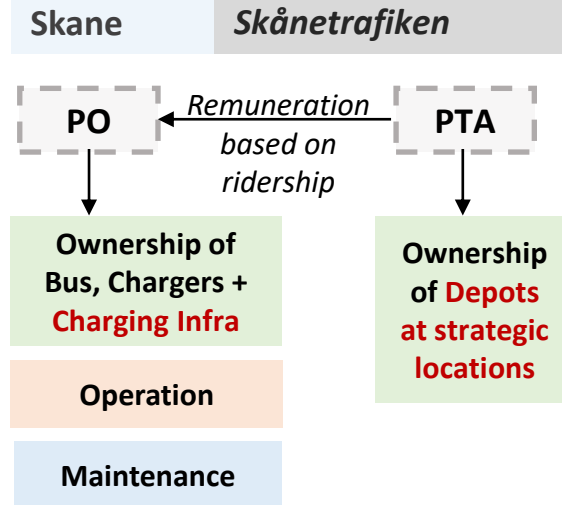 Skane
Skånetrafiken
PO
Remuneration
based on
ridership
PTA
Ownership of
Bus, Chargers +
Charging Infra
Ownership
of Depots
at strategic
locations
Operation
Maintenance